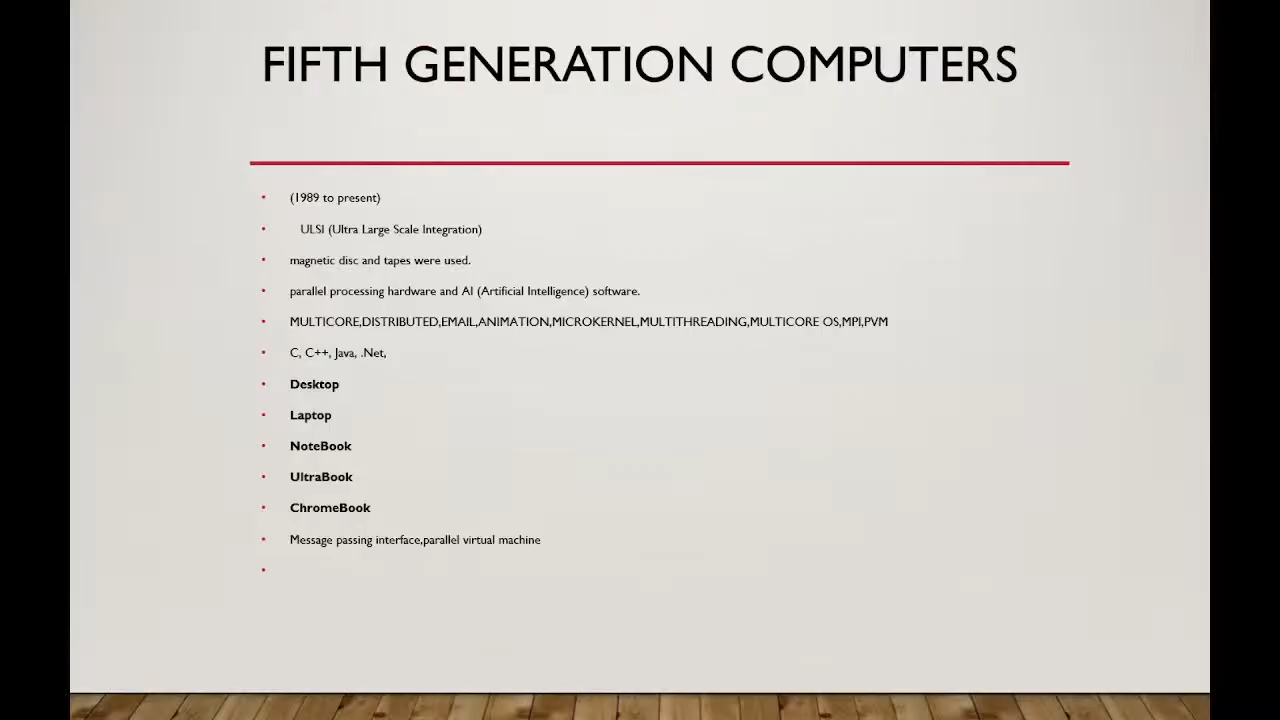 FIFTH GENERATION COMPUTERS
(1989 to present)
ULSI (Ultra Large Scale Integration)
magnetic disc and tapes were used.
parallel processing hardware and AI (Artificial Intelligence) software.
MULTICORE,DISTRIBUTED,EMAIL,ANIMATION,MICROKERNEL,MULTITHREADING,MULTICORE OS,MPI,PVM
C, C++, Java, .Net,
Desktop
Laptop
NoteBook
UltraBook
ChromeBook
Message passing interface,parallel virtual machine